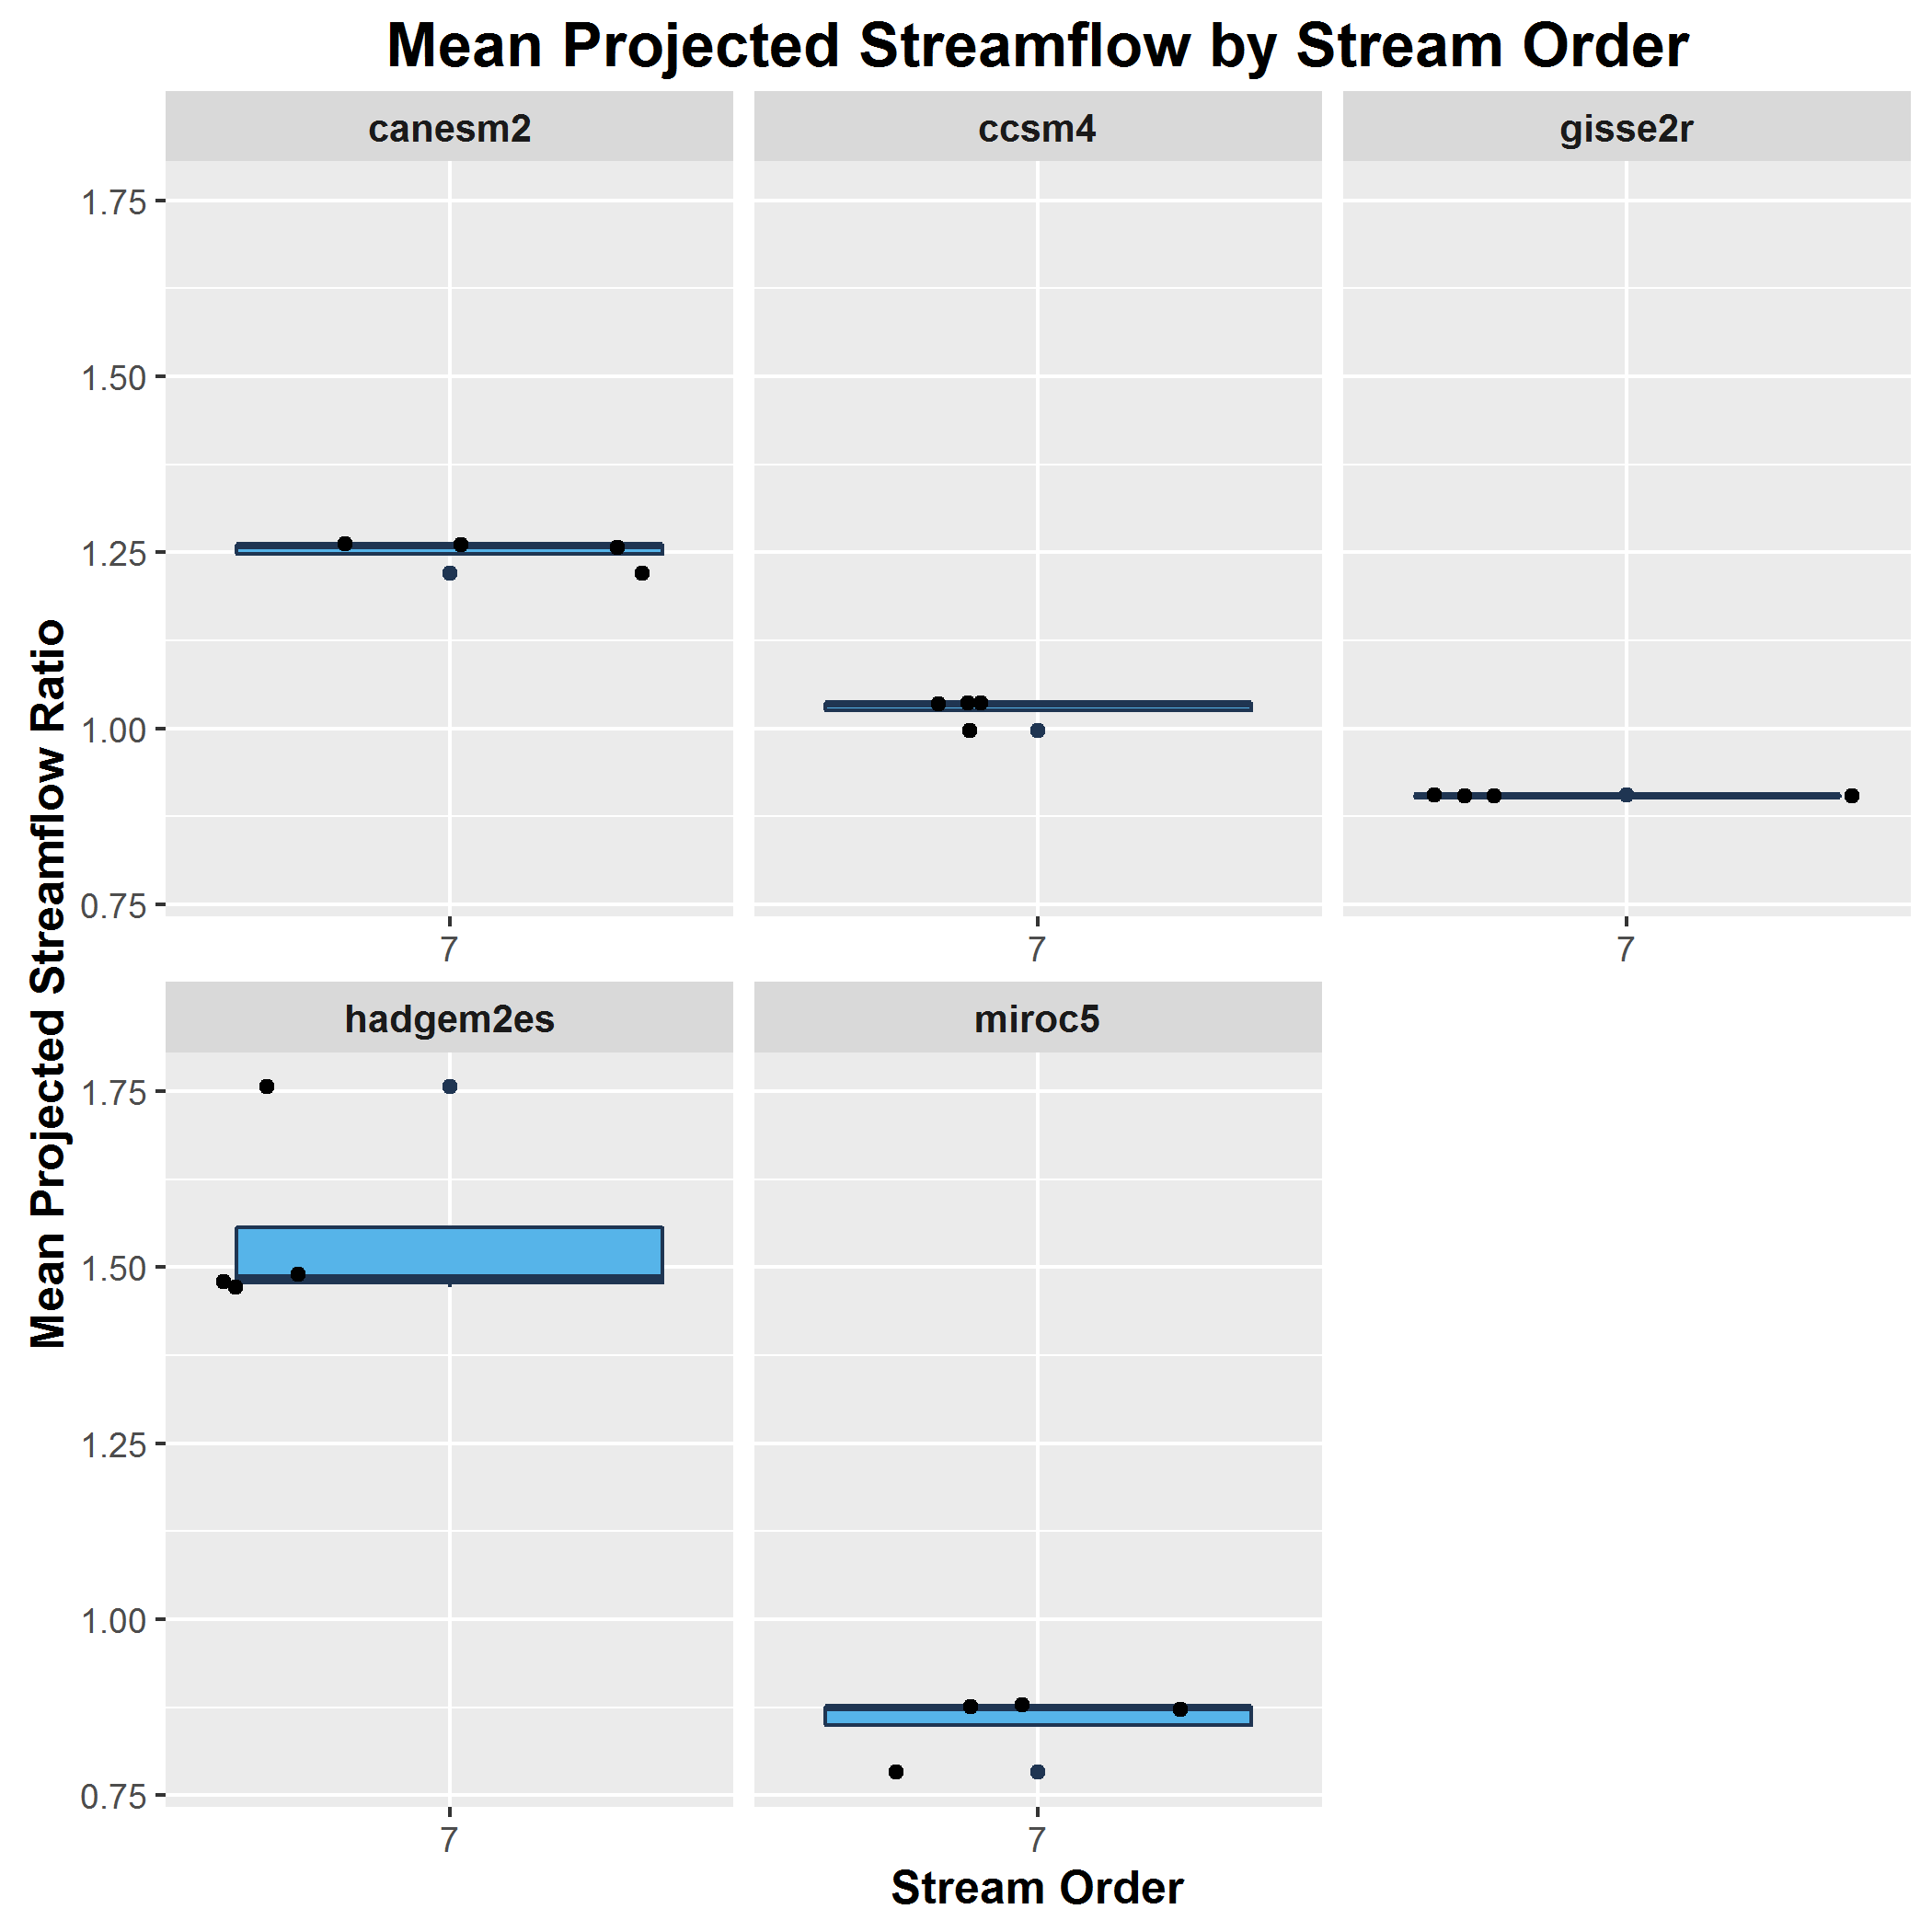 Mean Projected Streamflow by Stream Order
canesm2
ccsm4
gisse2r
Mean Projected Streamflow Ratio
1.75
1.50
1.25
1.00
0.75
7
7
7
hadgem2es
miroc5
1.75
1.50
1.25
1.00
0.75
7
7
Stream Order